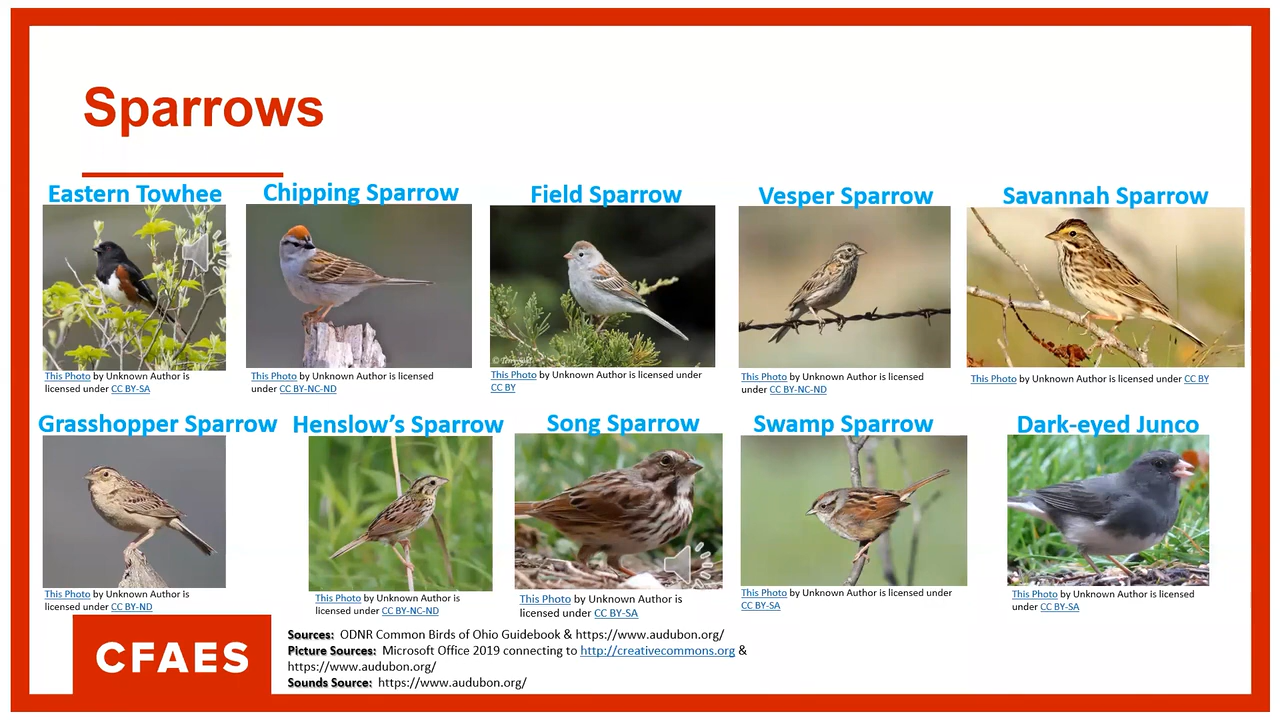 Sparrows
Eastern Towhee
Chipping Sparrow
Field Sparrow
Vesper Sparrow
Savannah Sparrow
This Photo by Unknown Author is
licensed under CC BY-SA
This Photo by Unknown Author is licensed
under CC BY-NC-ND
This Photo by Unknown Author is licensed under
CC BY
This Photo by Unknown Author is licensed
under CC BY-NC-ND
This Photo by Unknown Author is licensed under CC BY
Grasshopper Sparrow
Henslow’s Sparrow
Song Sparrow
Swamp Sparrow
Dark-eyed Junco
This Photo by Unknown Author is
licensed under CC BY-ND
This Photo by Unknown Author is
licensed under CC BY-NC-ND
This Photo by Unknown Author is
licensed under CC BY-SA
This Photo by Unknown Author is licensed under
CC BY-SA
This Photo by Unknown Author is licensed
under CC BY-SA
CFAES
Sources: ODNR Common Birds of Ohio Guidebook & https://www.audubon.org/
Picture Sources: Microsoft Office 2019 connecting to http://creativecommons.org &
https://www.audubon.org/
Sounds Source: https://www.audubon.org/